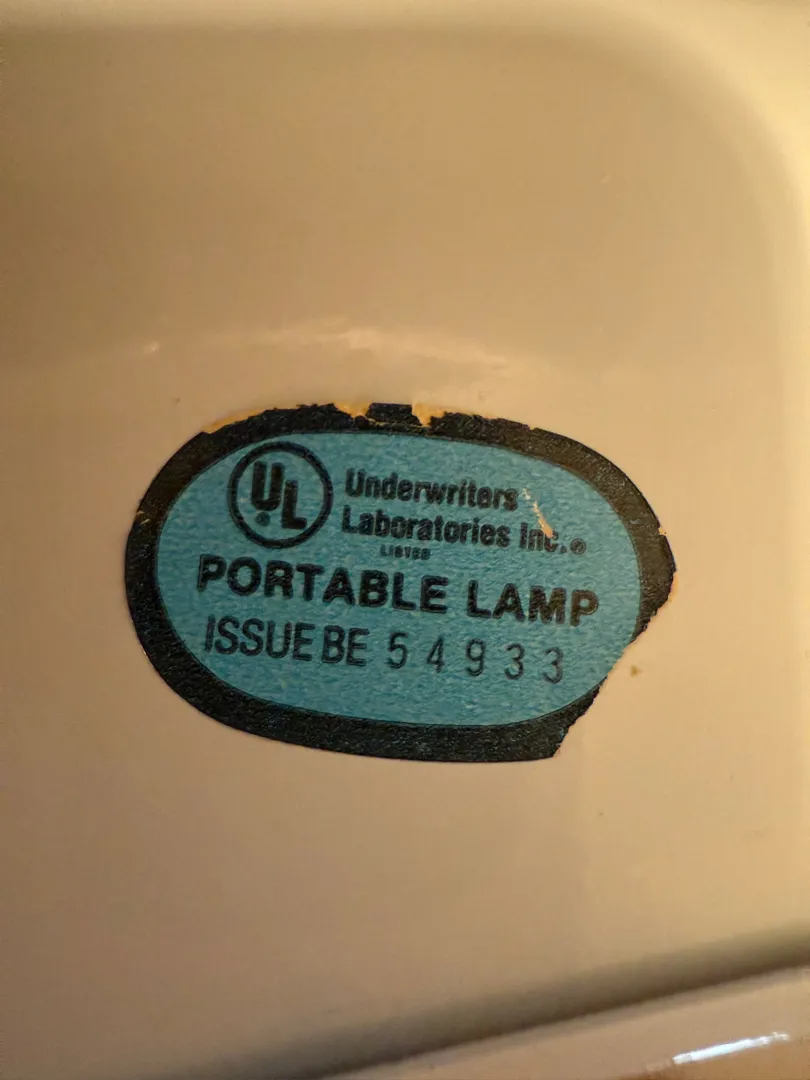 UL
Underwriters
Laboratories Inc.®
LISTED
PORTABLE LAMP
ISSUE BE 54933